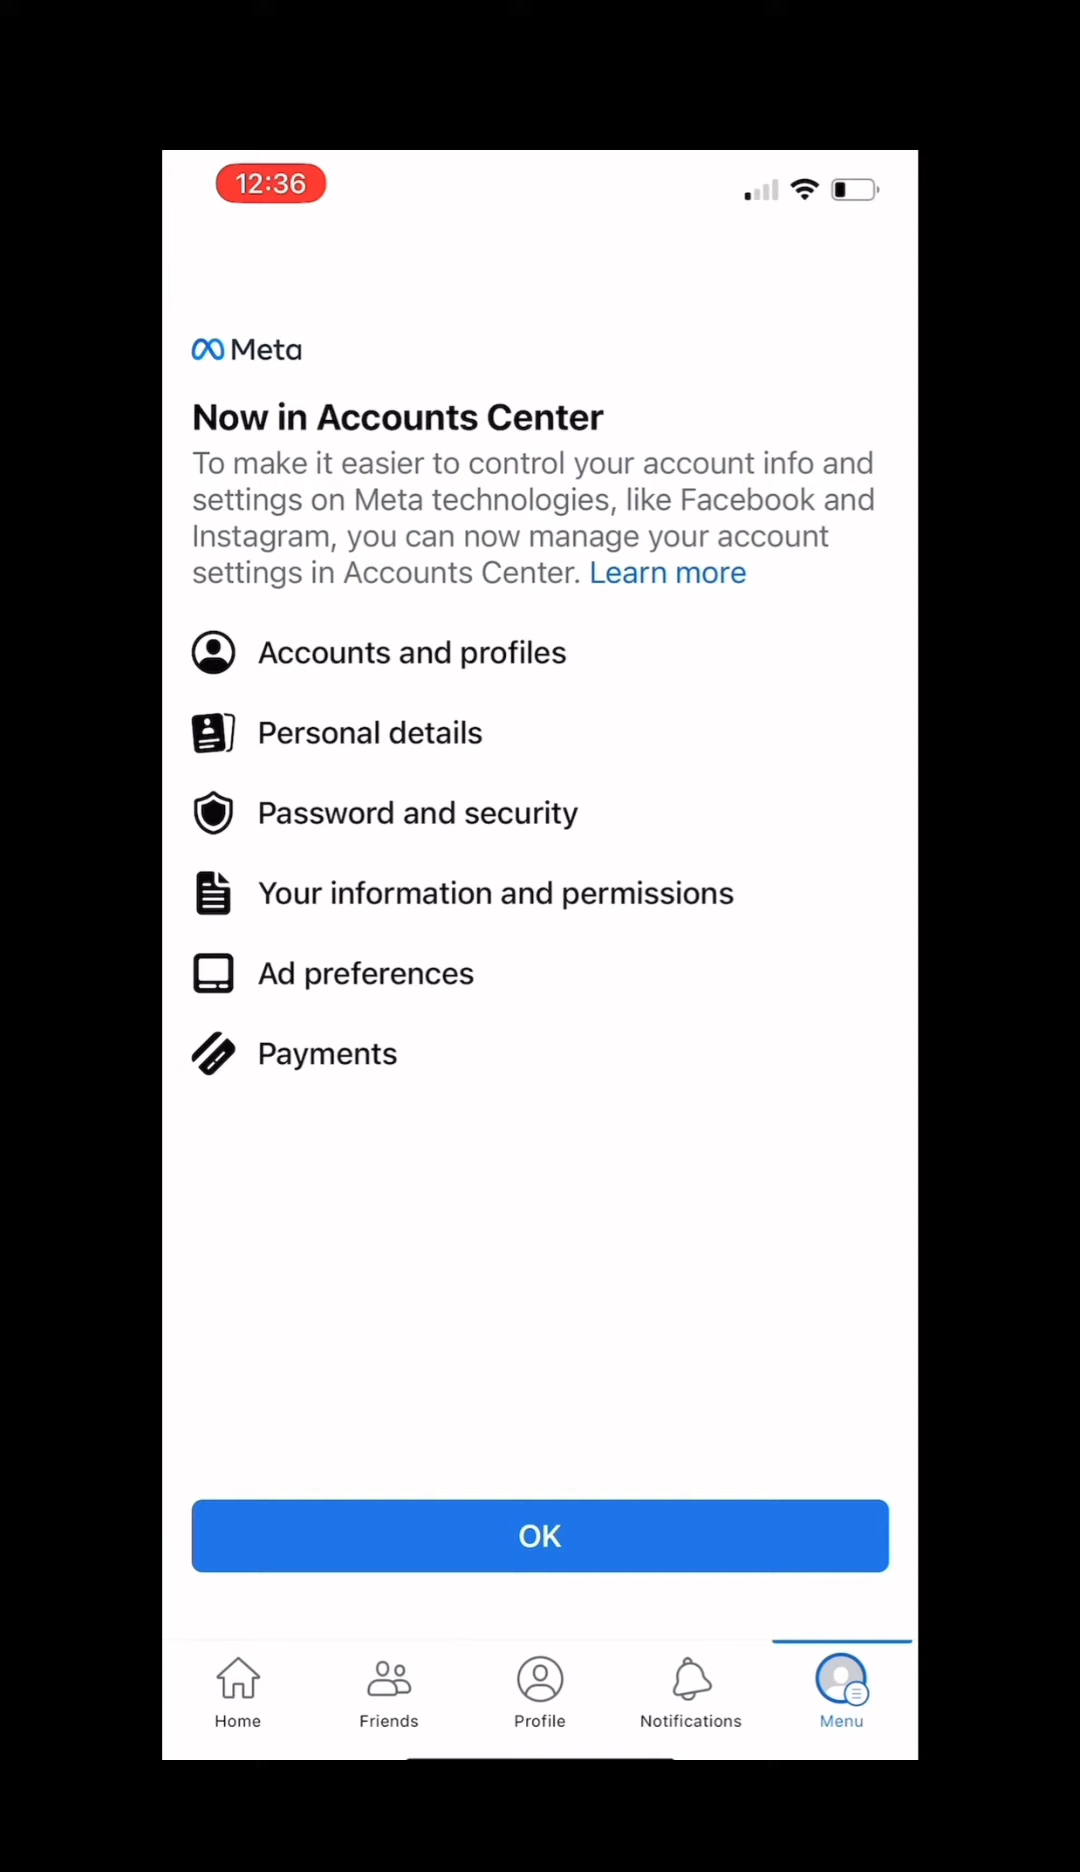 12:36
Meta
Now in Accounts Center
To make it easier to control your account info and
settings on Meta technologies, like Facebook and
Instagram, you can now manage your account
settings in Accounts Center. Learn more
Accounts and profiles
Personal details
Password and security
Your information and permissions
Ad preferences
Payments
OK
Home Friends Profile Notifications Menu